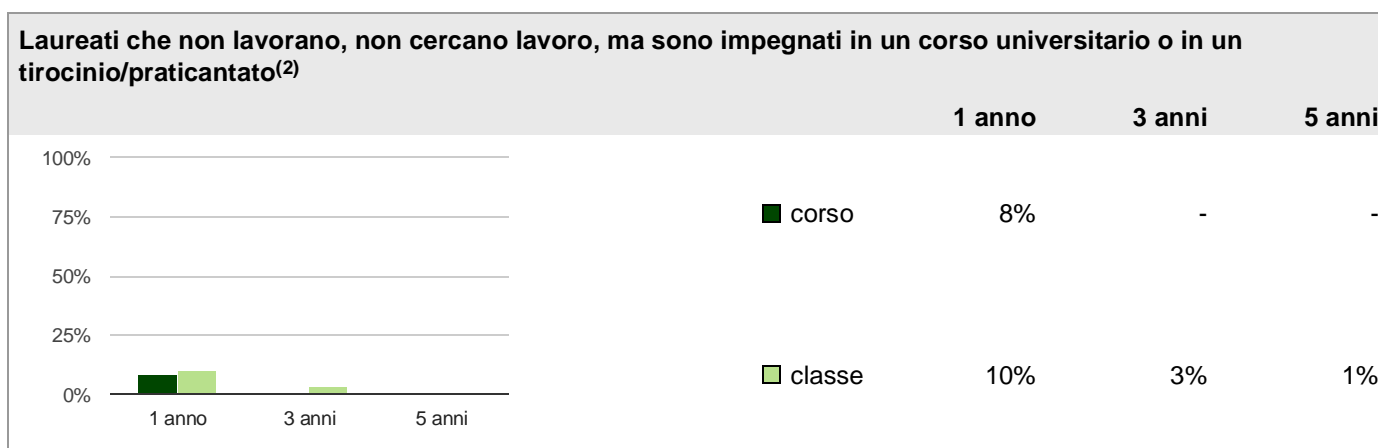 Laureati che non lavorano, non cercano lavoro, ma sono impegnati in un corso universitario o in un
tirocinio/praticantato(2)
1 anno 3 anni 5 anni
100%
75%
50%
25%
0%
1 anno 3 anni 5 anni
corso 8% - -
classe 10% 3% 1%